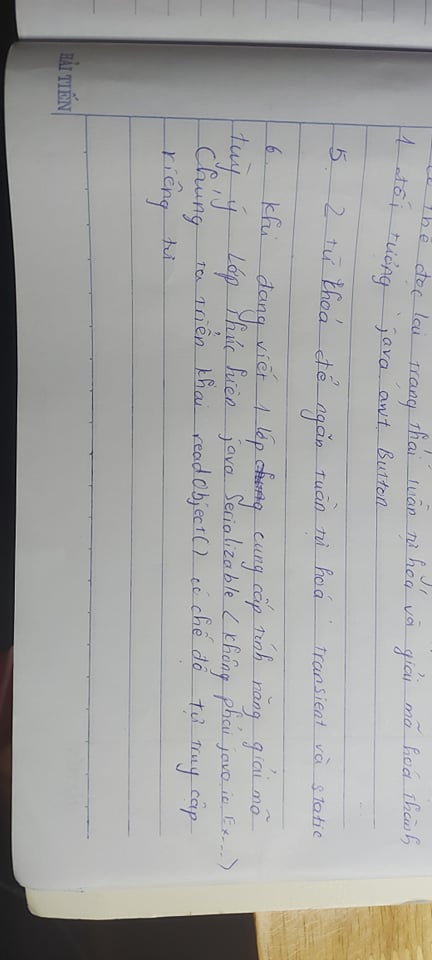 thể đọc lại trạng thái tuần tự hoá và giải mã hoá thành
1 đối tượng java awt Button
5. 2 từ khoá để ngăn tuần tự hoá : transient và static
6. Khi đang viết 1 lớp chung cung cấp tính năng giải mã
tuỳ ý Lớp thực hiện java Serializable (không phải java.io.Ex...)
Chúng ta triển khai readObject() có chế độ tự truy cập
riêng tư
HẢI TIẾN